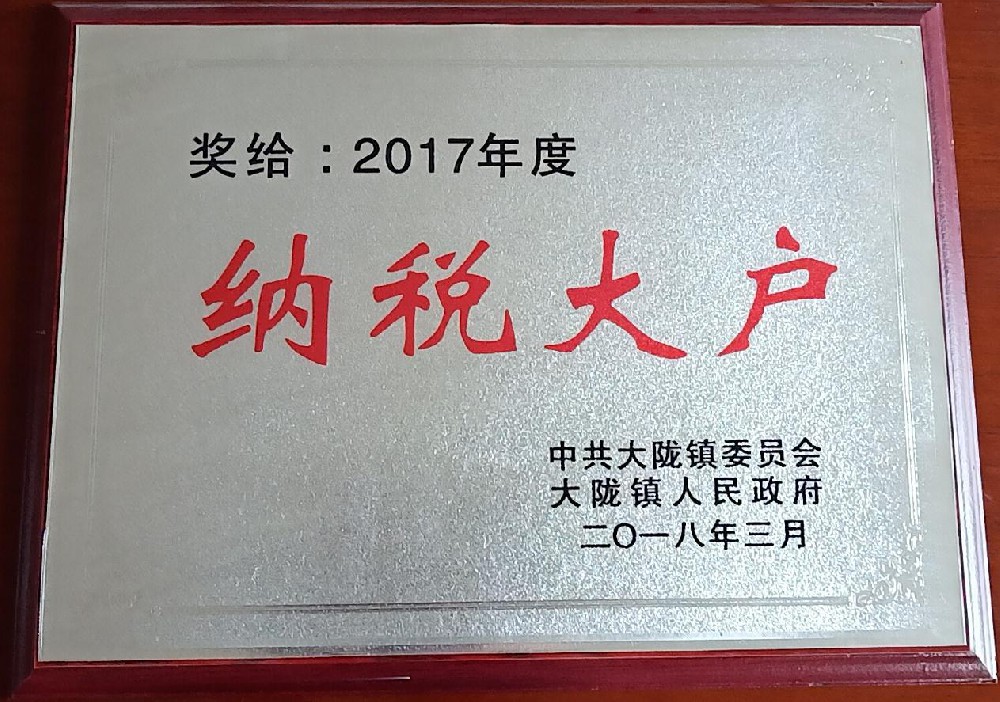 奖给：2017年度
纳税大户
中共大陇镇委员会
大陇镇人民政府
二〇一八年三月